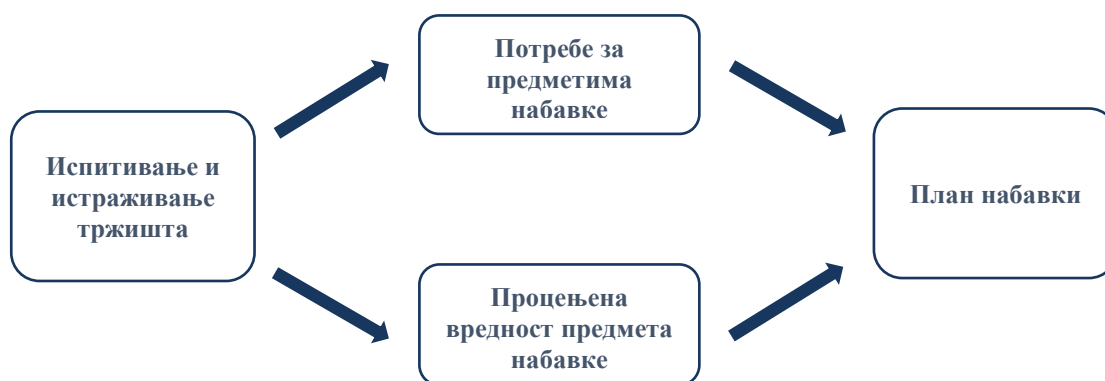 Испитивање и
истраживање
тржишта
Потребе за
предметима
набавке
Процењена
вредност предмета
набавке
План набавки